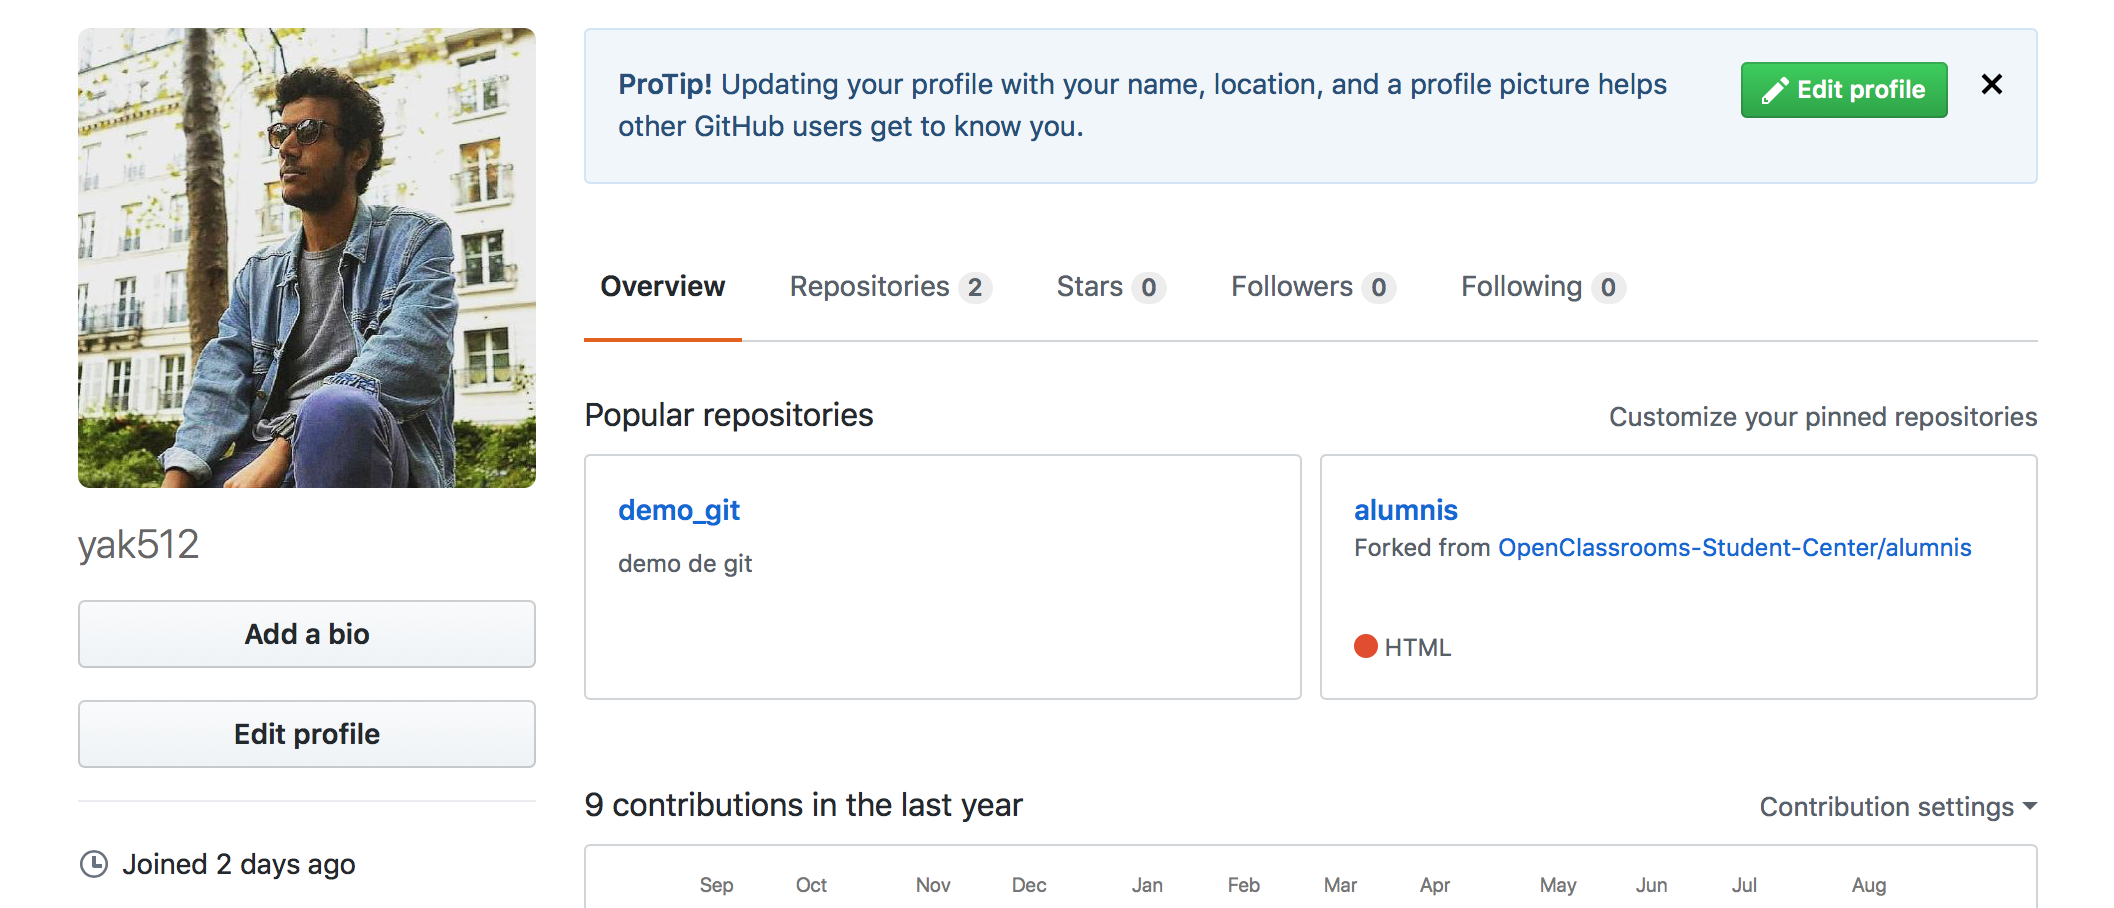 ProTip! Updating your profile with your name, location, and a profile picture helps
other GitHub users get to know you.
Edit profile
Overview
Repositories 2
Stars 0
Followers 0
Following 0
yak512
Add a bio
Edit profile
Joined 2 days ago
Popular repositories
Customize your pinned repositories
demo_git
demo de git
alumnis
Forked from OpenClassrooms-Student-Center/alumnis
HTML
9 contributions in the last year
Contribution settings
Sep Oct Nov Dec Jan Feb Mar Apr May Jun Jul Aug